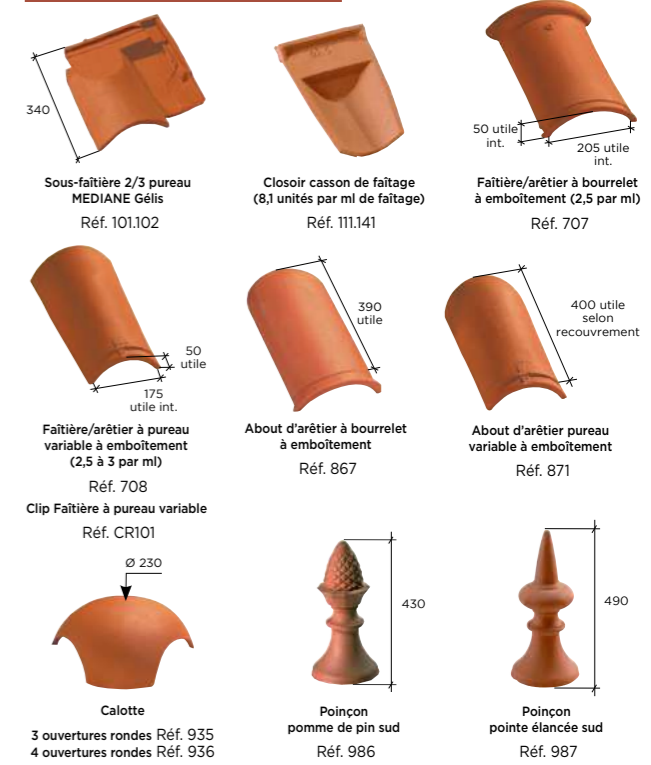 340
Sous-faîtière 2/3 pureau
MEDIANE Gélis
Réf. 101.102
Closoir casson de faîtage
(8,1 unités par ml de faîtage)
Réf. 111.141
50 utile
int.
205 utile
int.
Faîtière/arêtier à bourrelet
à emboîtement (2,5 par ml)
Réf. 707
50
utile
175
utile int.
Faîtière/arêtier à pureau
variable à emboîtement
(2,5 à 3 par ml)
Réf. 708
Clip Faîtière à pureau variable
Réf. CR101
390
utile
About d'arêtier à bourrelet
à emboîtement
Réf. 867
400 utile
selon
recouvrement
About d'arêtier pureau
variable à emboîtement
Réf. 871
Ø 230
Calotte
3 ouvertures rondes Réf. 935
4 ouvertures rondes Réf. 936
430
Poinçon
pomme de pin sud
Réf. 986
490
Poinçon
pointe élancée sud
Réf. 987